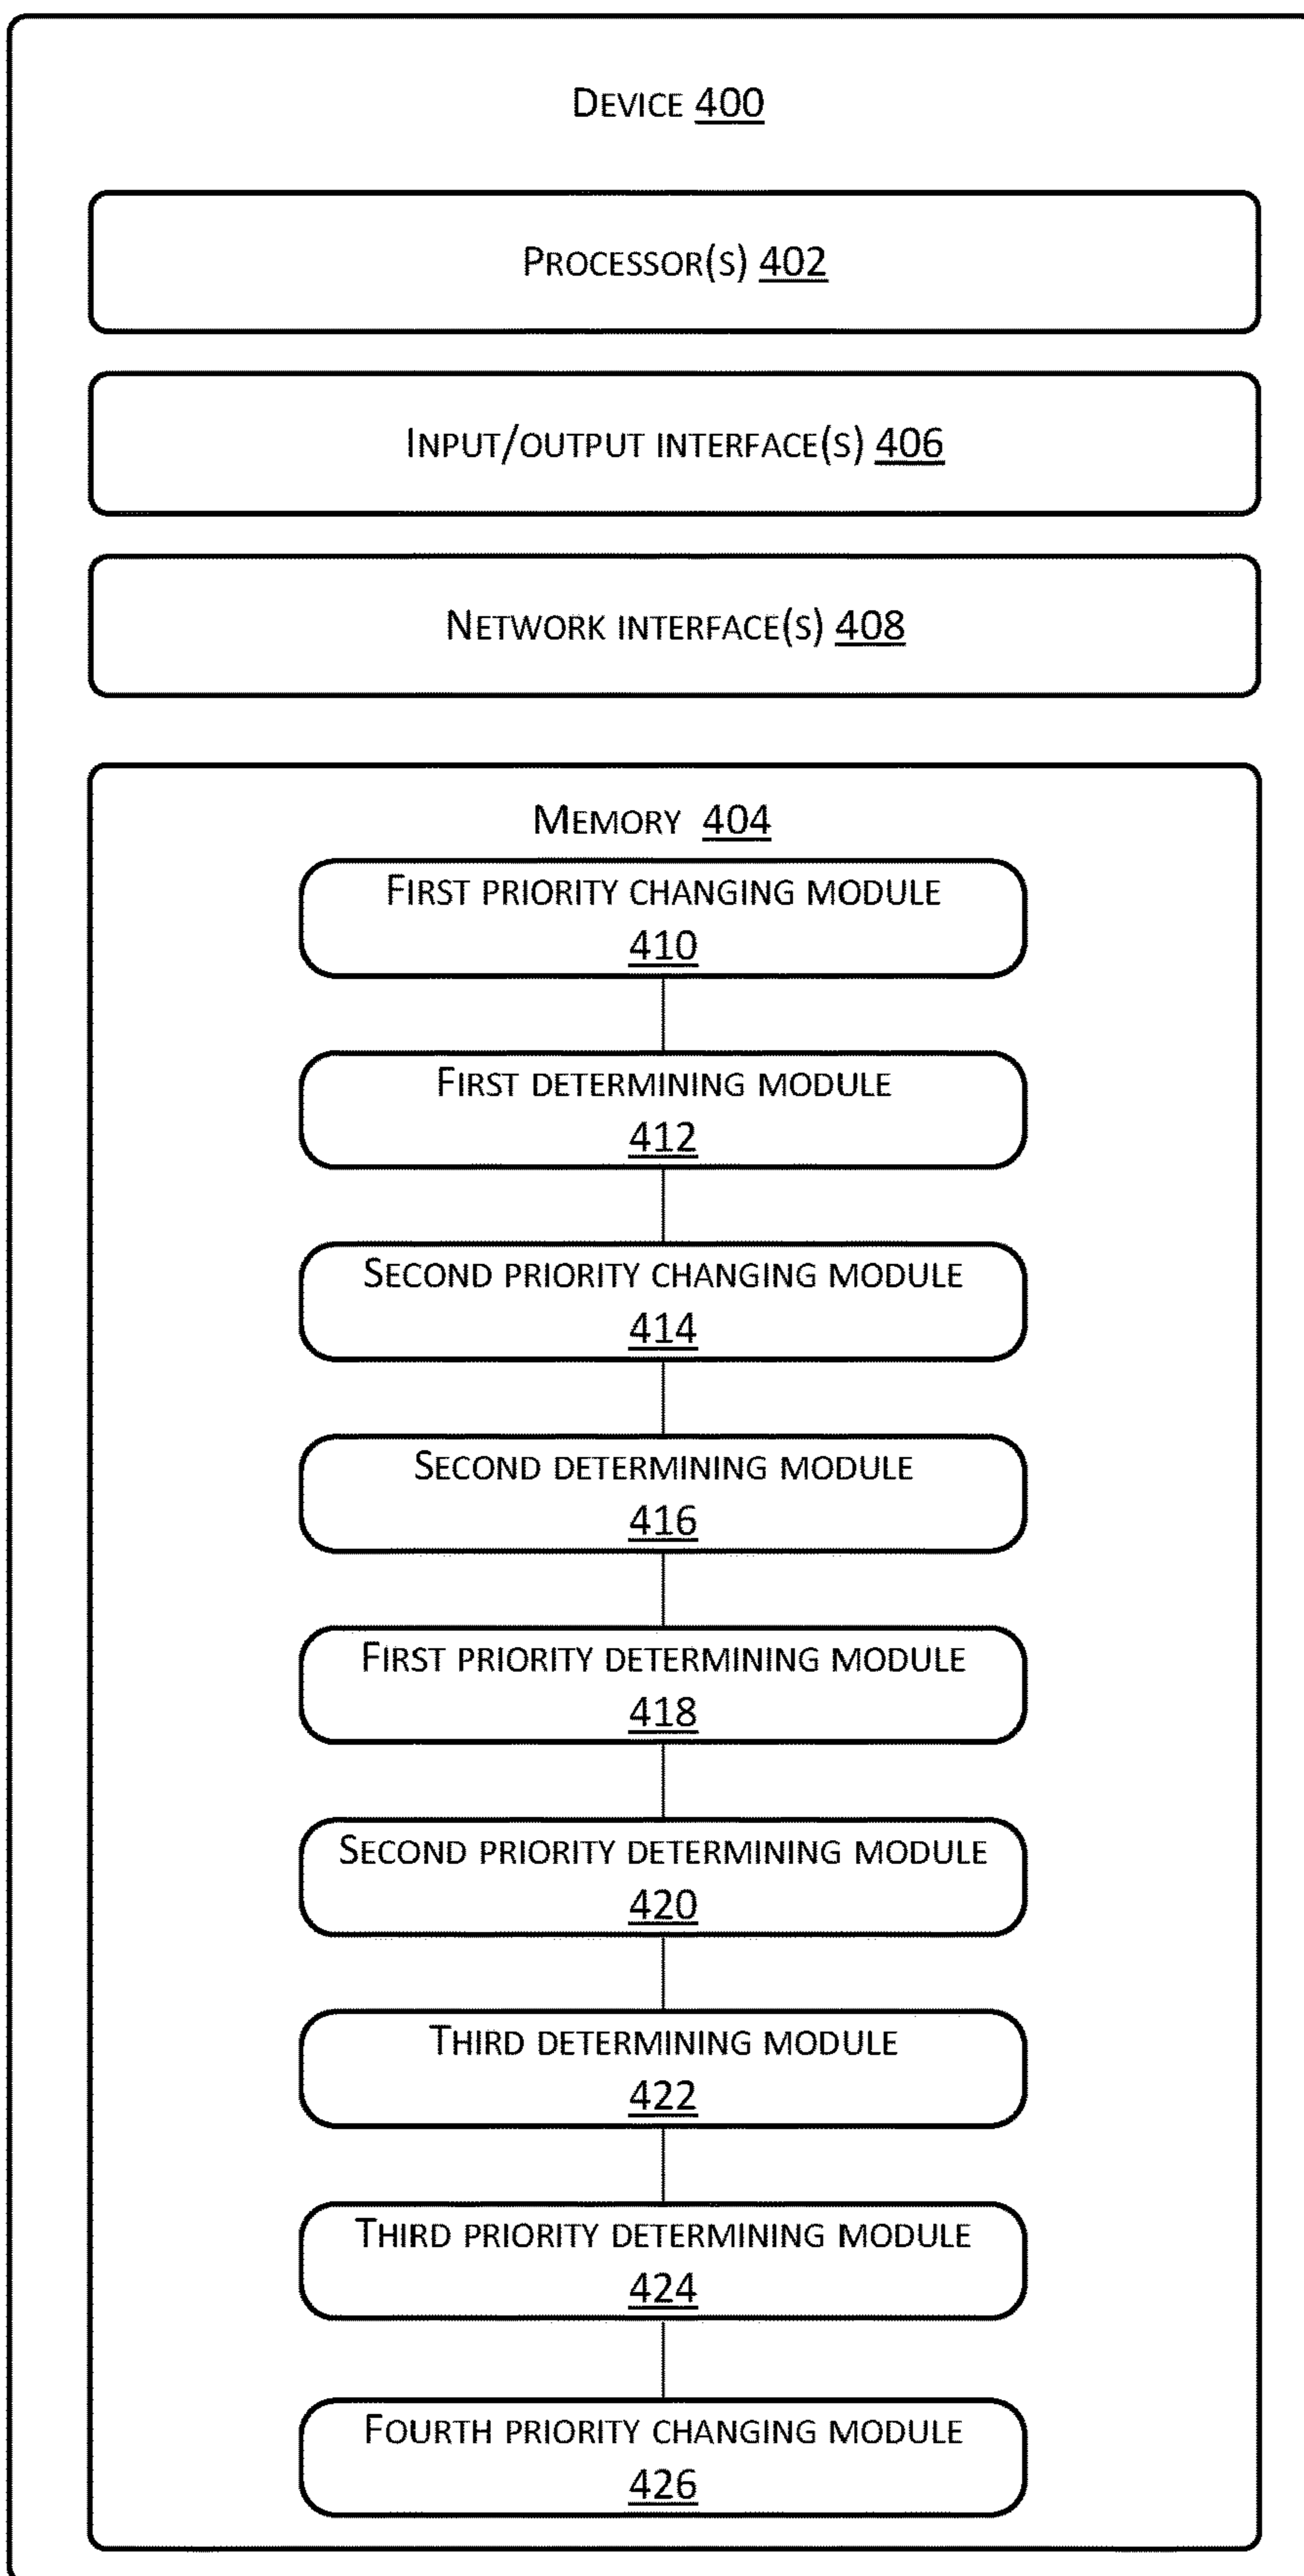 Device 400
Processor(s) 402
Input/output interface(s) 406
Network interface(s) 408
Memory 404
First priority changing module
410
First determining module
412
Second priority changing module
414
Second determining module
416
First priority determining module
418
Second priority determining module
420
Third determining module
422
Third priority determining module
424
Fourth priority changing module
426